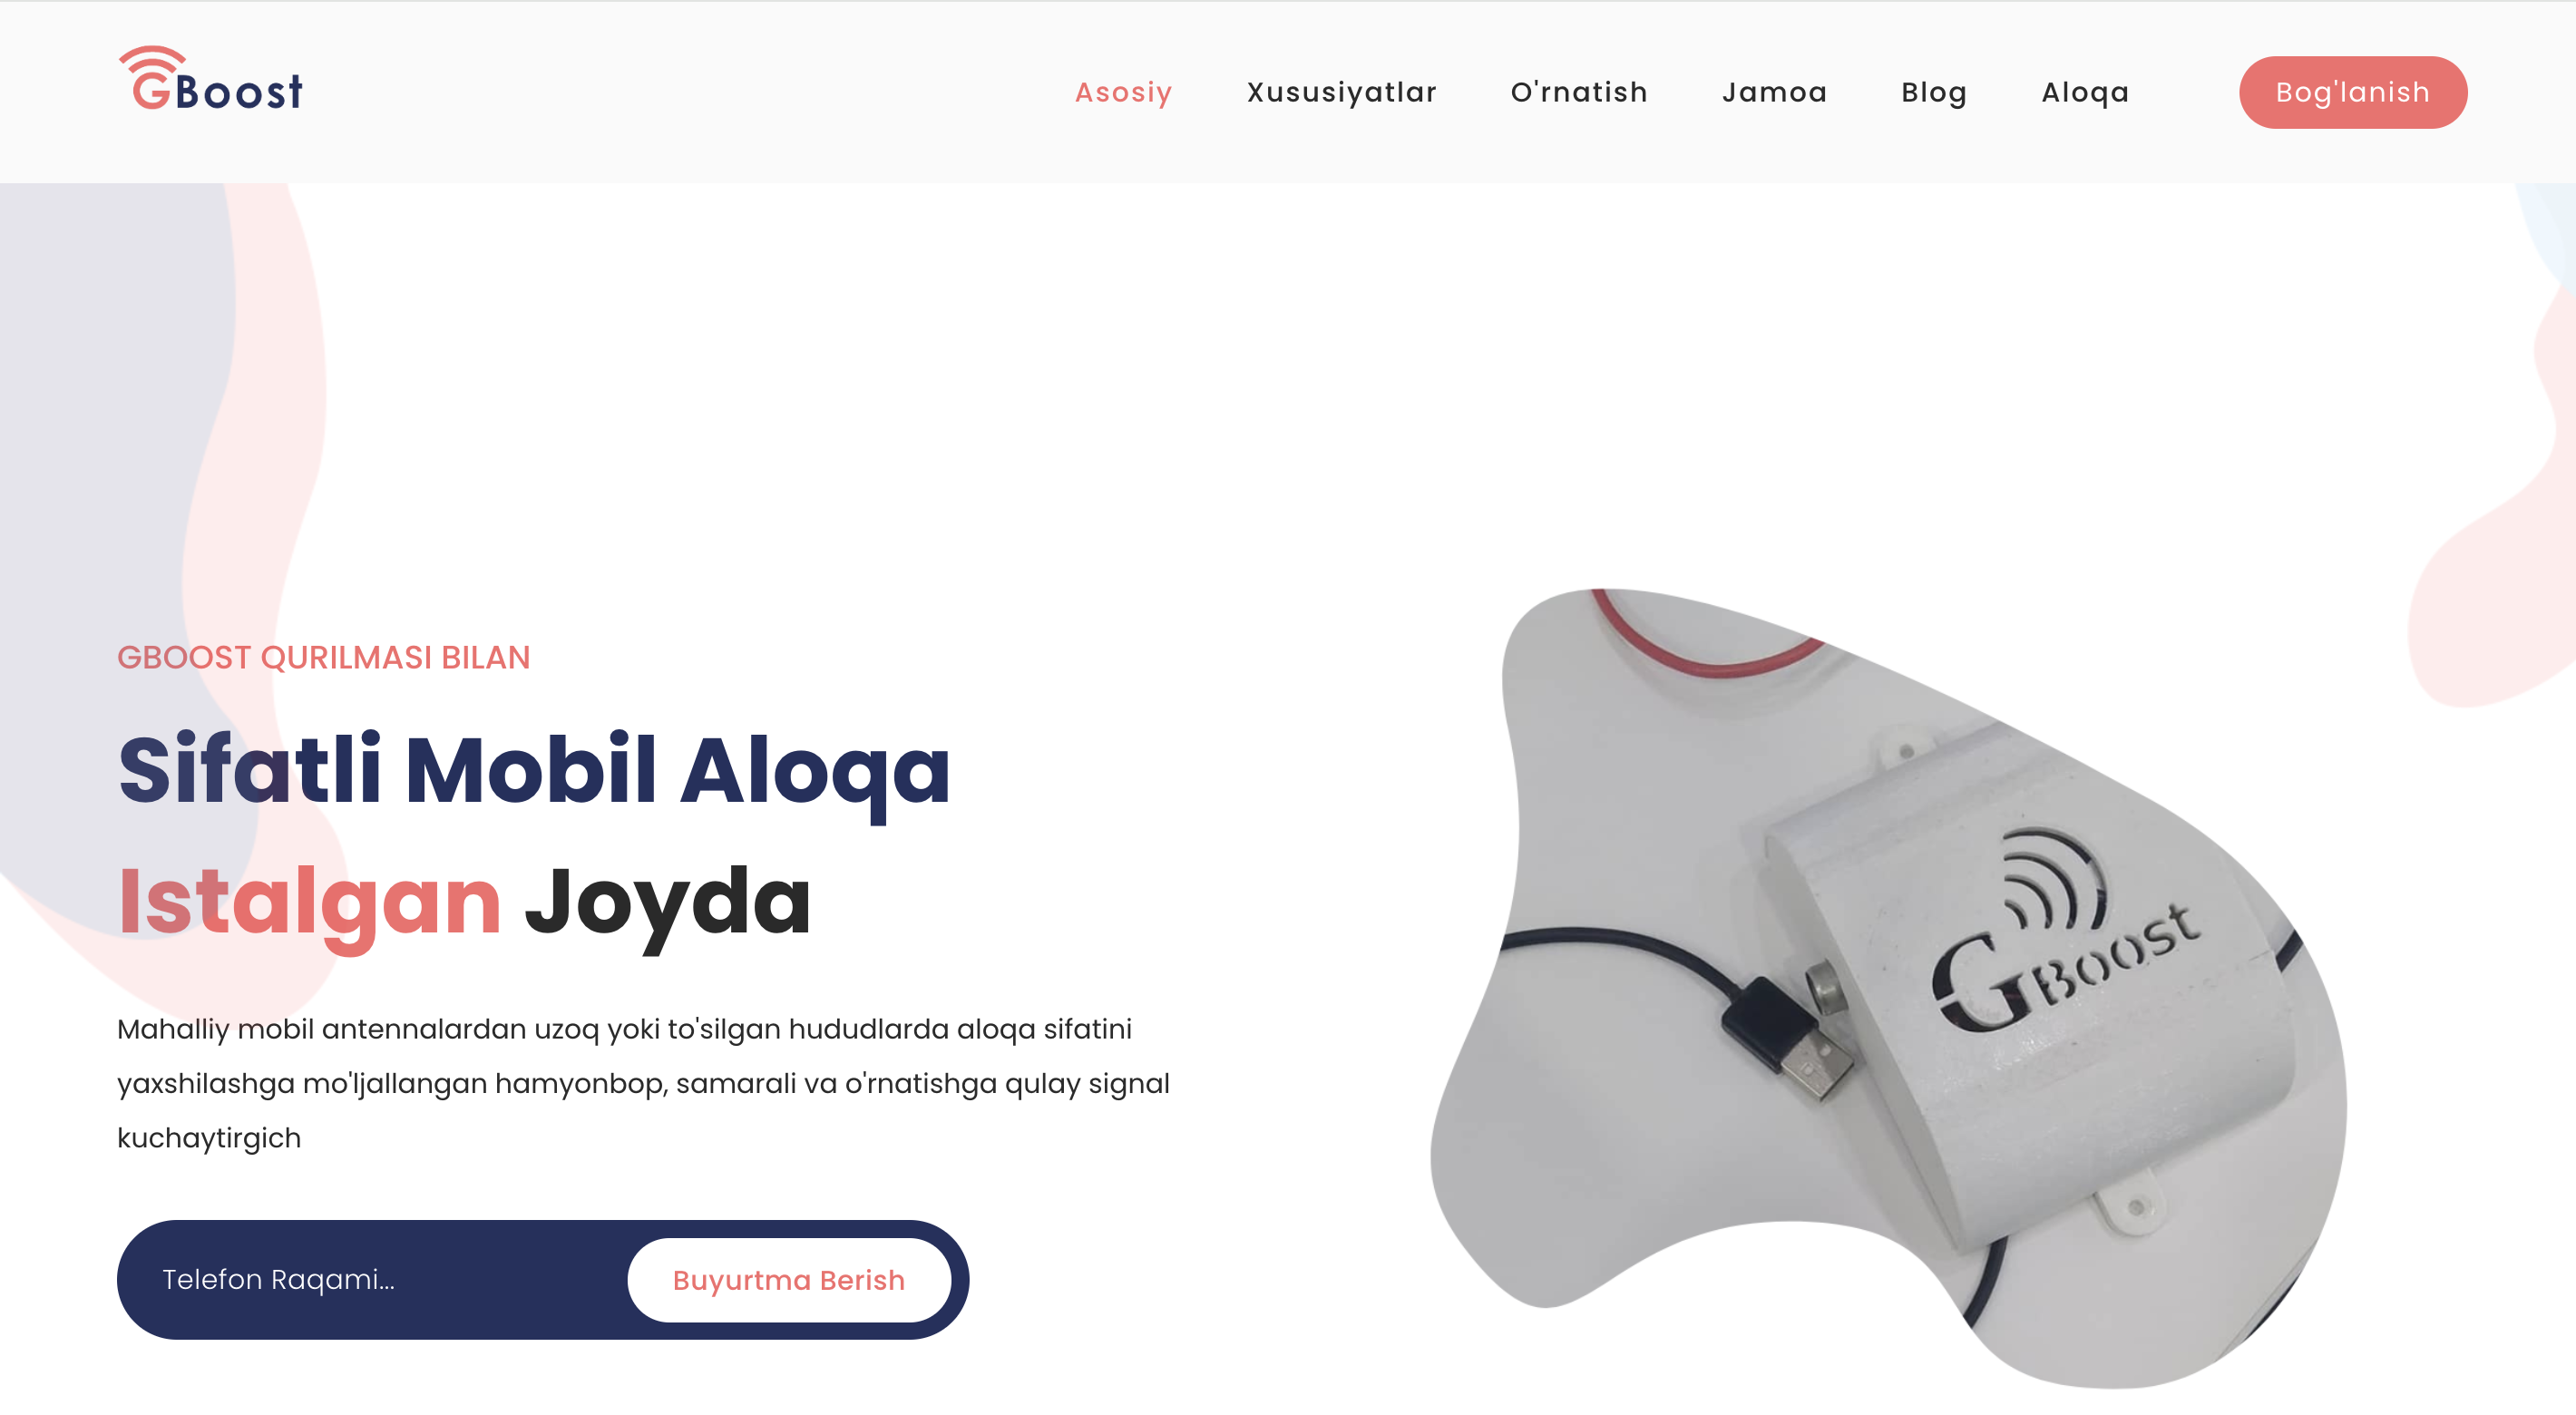 GBoost
Asosiy Xususiyatlar O'rnatish Jamoa Blog Aloqa Bog'lanish
GBOOST QURILMASI BILAN
Sifatli Mobil Aloqa
Istalgan Joyda
Mahalliy mobil antennalardan uzoq yoki to'silgan hududlarda aloqa sifatini
yaxshilashga mo'ljallangan hamyonbop, samarali va o'rnatishga qulay signal
kuchaytirgich
Telefon Raqami...
Buyurtma Berish
GBoost